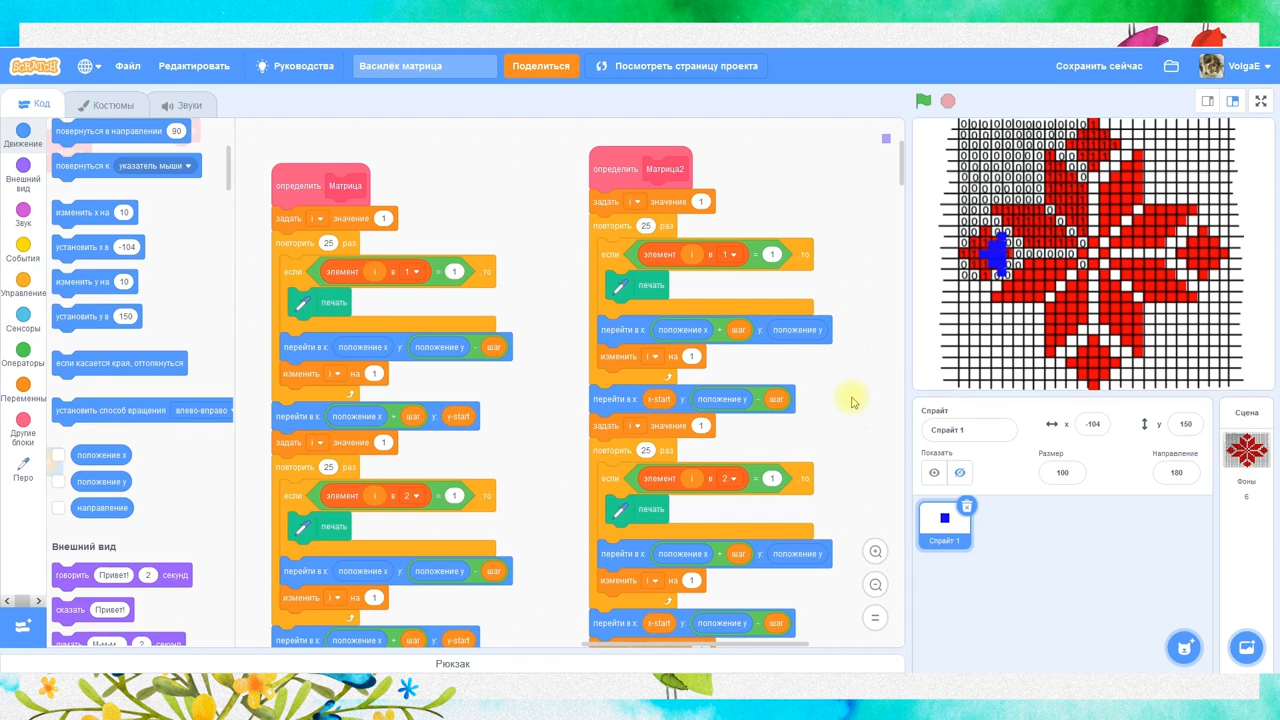 SCRATCH
Файл
Редактировать
Руководства
Василёк матрица
Поделиться
Посмотреть страницу проекта
Сохранить сейчас
VolgaE
Код
Костюмы
Звуки
Движение
Внешний вид
Звук
События
Управление
Сенсоры
Операторы
Переменны
Другие блоки
Перо
повернуться в направлении 90
повернуться к указатель мыши
изменить x на 10
установить x в -104
изменить y на 10
установить y в 150
если касается края, оттолкнуться
установить способ вращения влево-вправо
положение x
положение y
направление
Внешний вид
говорить Привет! 2 секунд
сказать Привет!
определить Матрица
задать i значение 1
повторить 25 раз
если элемент i в 1 = 1 , то
печать
перейти в x: положение x y: положение y - шаг
изменить i на 1
перейти в x: положение x + шаг y: y-start
задать i значение 1
повторить 25 раз
если элемент i в 2 = 1 , то
печать
перейти в x: положение x y: положение y - шаг
изменить i на 1
перейти в x: положение x + шаг y: y-start
определить Матрица2
задать i значение 1
повторить 25 раз
если элемент i в 1 = 1 , то
печать
перейти в x: положение x + шаг y: положение y
изменить i на 1
перейти в x: x-start y: положение y - шаг
задать i значение 1
повторить 25 раз
если элемент i в 2 = 1 , то
печать
перейти в x: положение x + шаг y: положение y
изменить i на 1
перейти в x: x-start y: положение y - шаг
Рюкзак
Спрайт
Спрайт 1
x -104
y 150
Показать
Размер
100
Направление
180
Спрайт 1
Сцена
Фоны
6